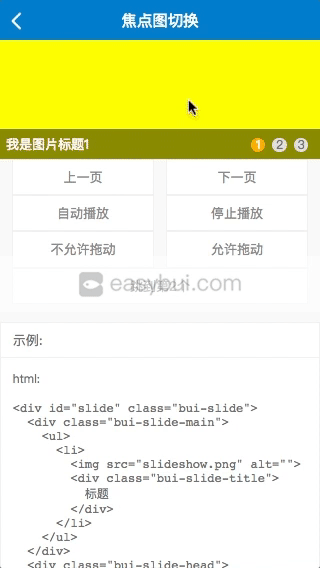 焦点图切换
我是图片标题1
1 2 3
上一页 下一页
自动播放 停止播放
不允许拖动 允许拖动
easybui.com
示例:
html:
<div id="slide" class="bui-slide">
<div class="bui-slide-main">
<ul>
<li>
<img src="slideshow.png" alt="">
<div class="bui-slide-title">
标题
</div>
</li>
</ul>
</div>
<div class="bui-slide-head">